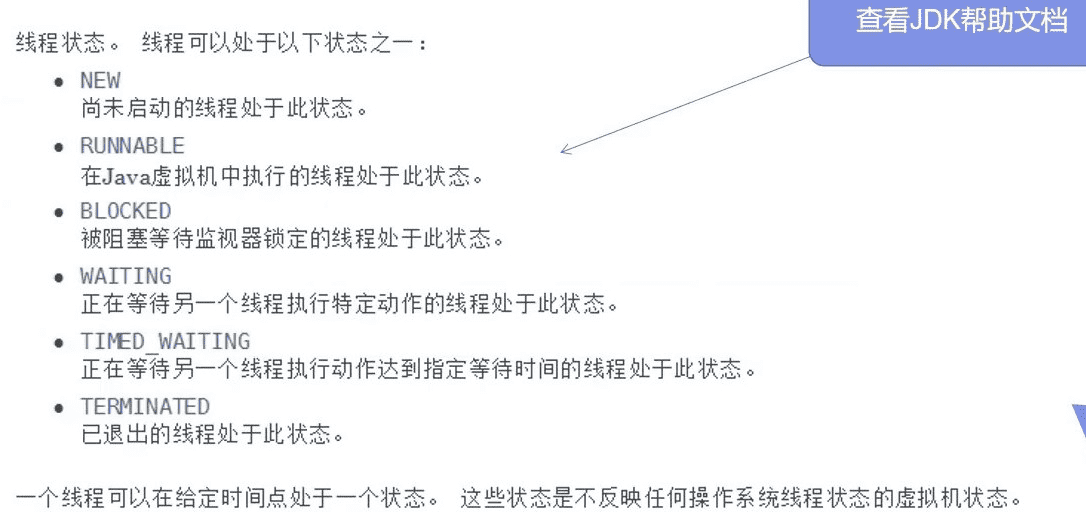 查看JDK帮助文档
线程状态。 线程可以处于以下状态之一：
• NEW
尚未启动的线程处于此状态。
• RUNNABLE
在Java虚拟机中执行的线程处于此状态。
• BLOCKED
被阻塞等待监视器锁定的线程处于此状态。
• WAITING
正在等待另一个线程执行特定动作的线程处于此状态。
• TIMED_WAITING
正在等待另一个线程执行动作达到指定等待时间的线程处于此状态。
• TERMINATED
已退出的线程处于此状态。
一个线程可以在给定时间点处于一个状态。 这些状态是不反映任何操作系统线程状态的虚拟机状态。